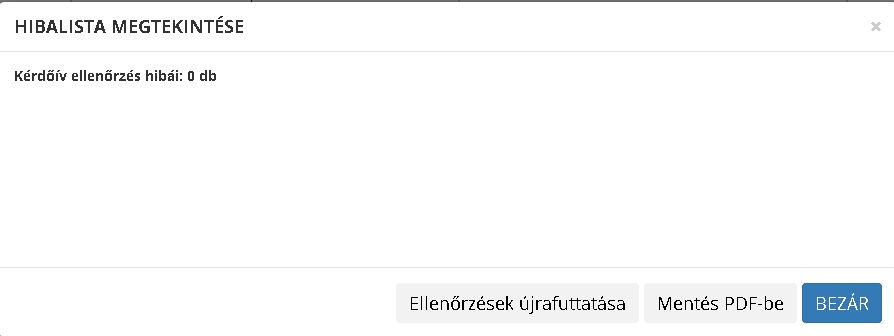 HIBALISTA MEGTEKINTÉSE
×
Kérdőív ellenőrzés hibái: 0 db
Ellenőrzések újrafuttatása
Mentés PDF-be
BEZÁR